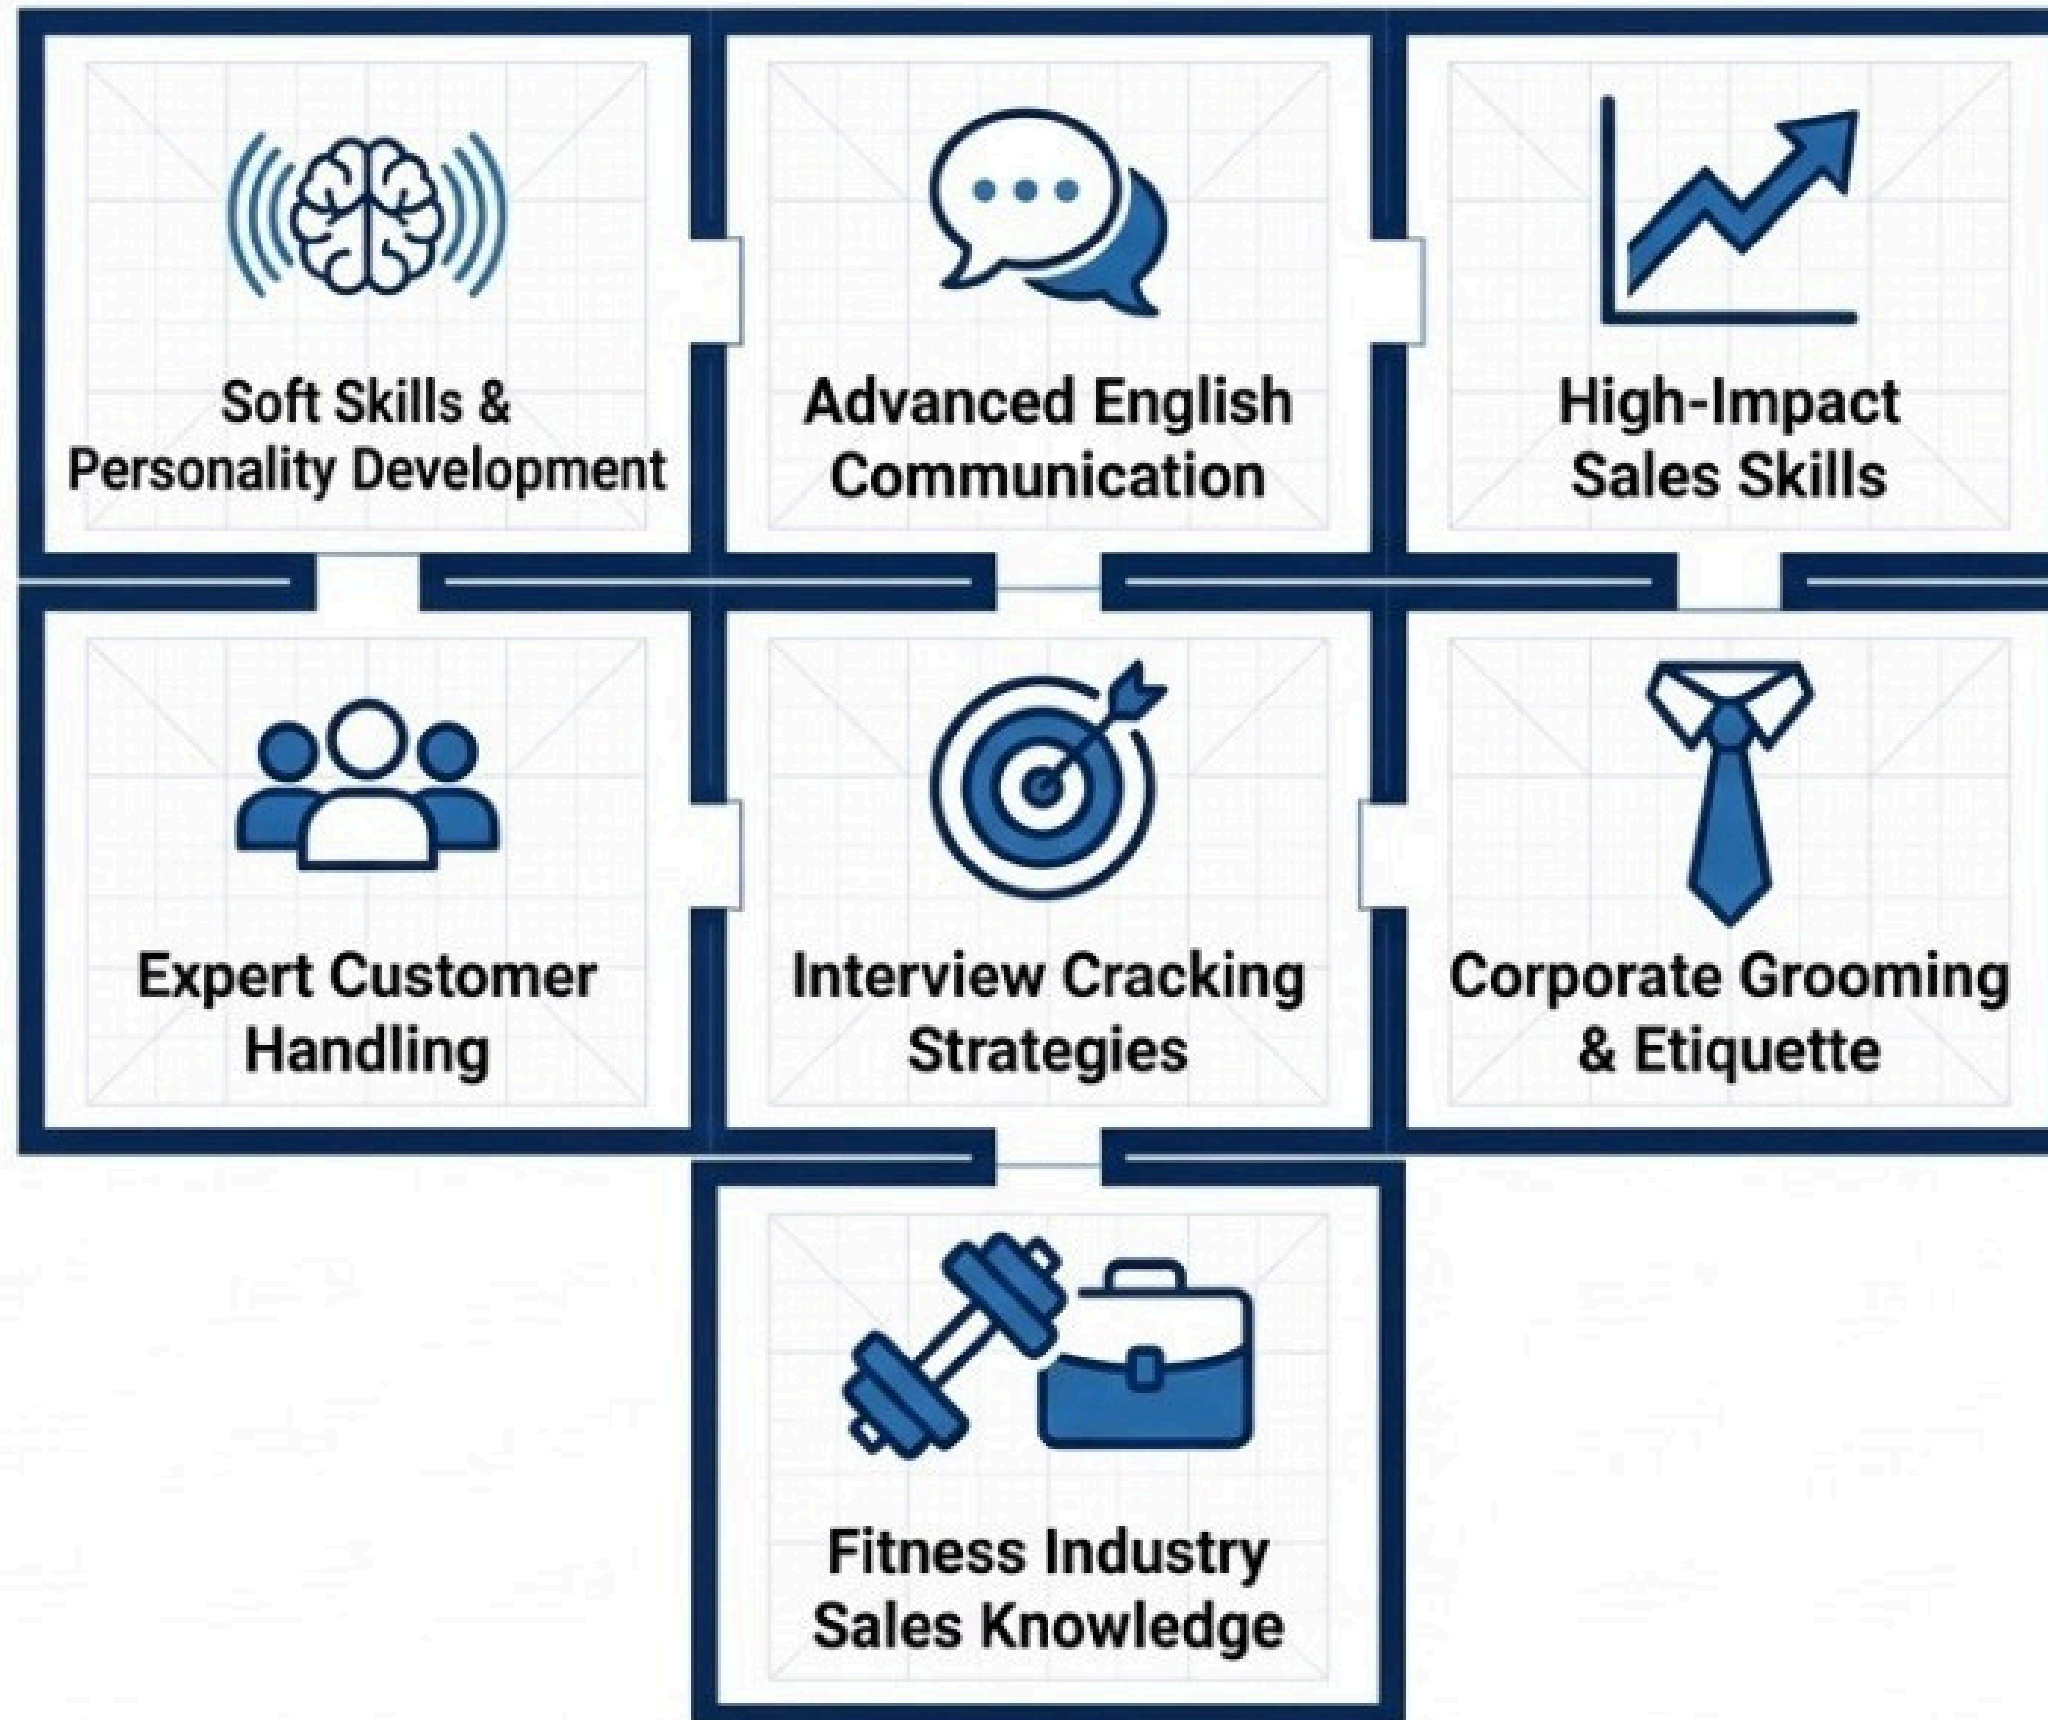 Soft Skills &
Personality Development
Advanced English
Communication
High-Impact
Sales Skills
Expert Customer
Handling
Interview Cracking
Strategies
Corporate Grooming
& Etiquette
Fitness Industry
Sales Knowledge